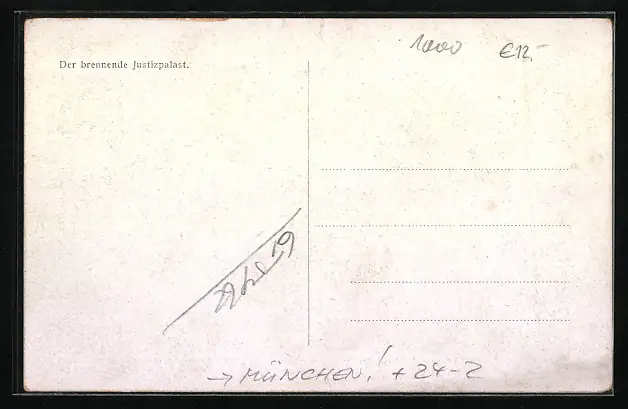 Der brennende Justizpalast.
1000 €12,-
→ MÜNCHEN! + 24-2